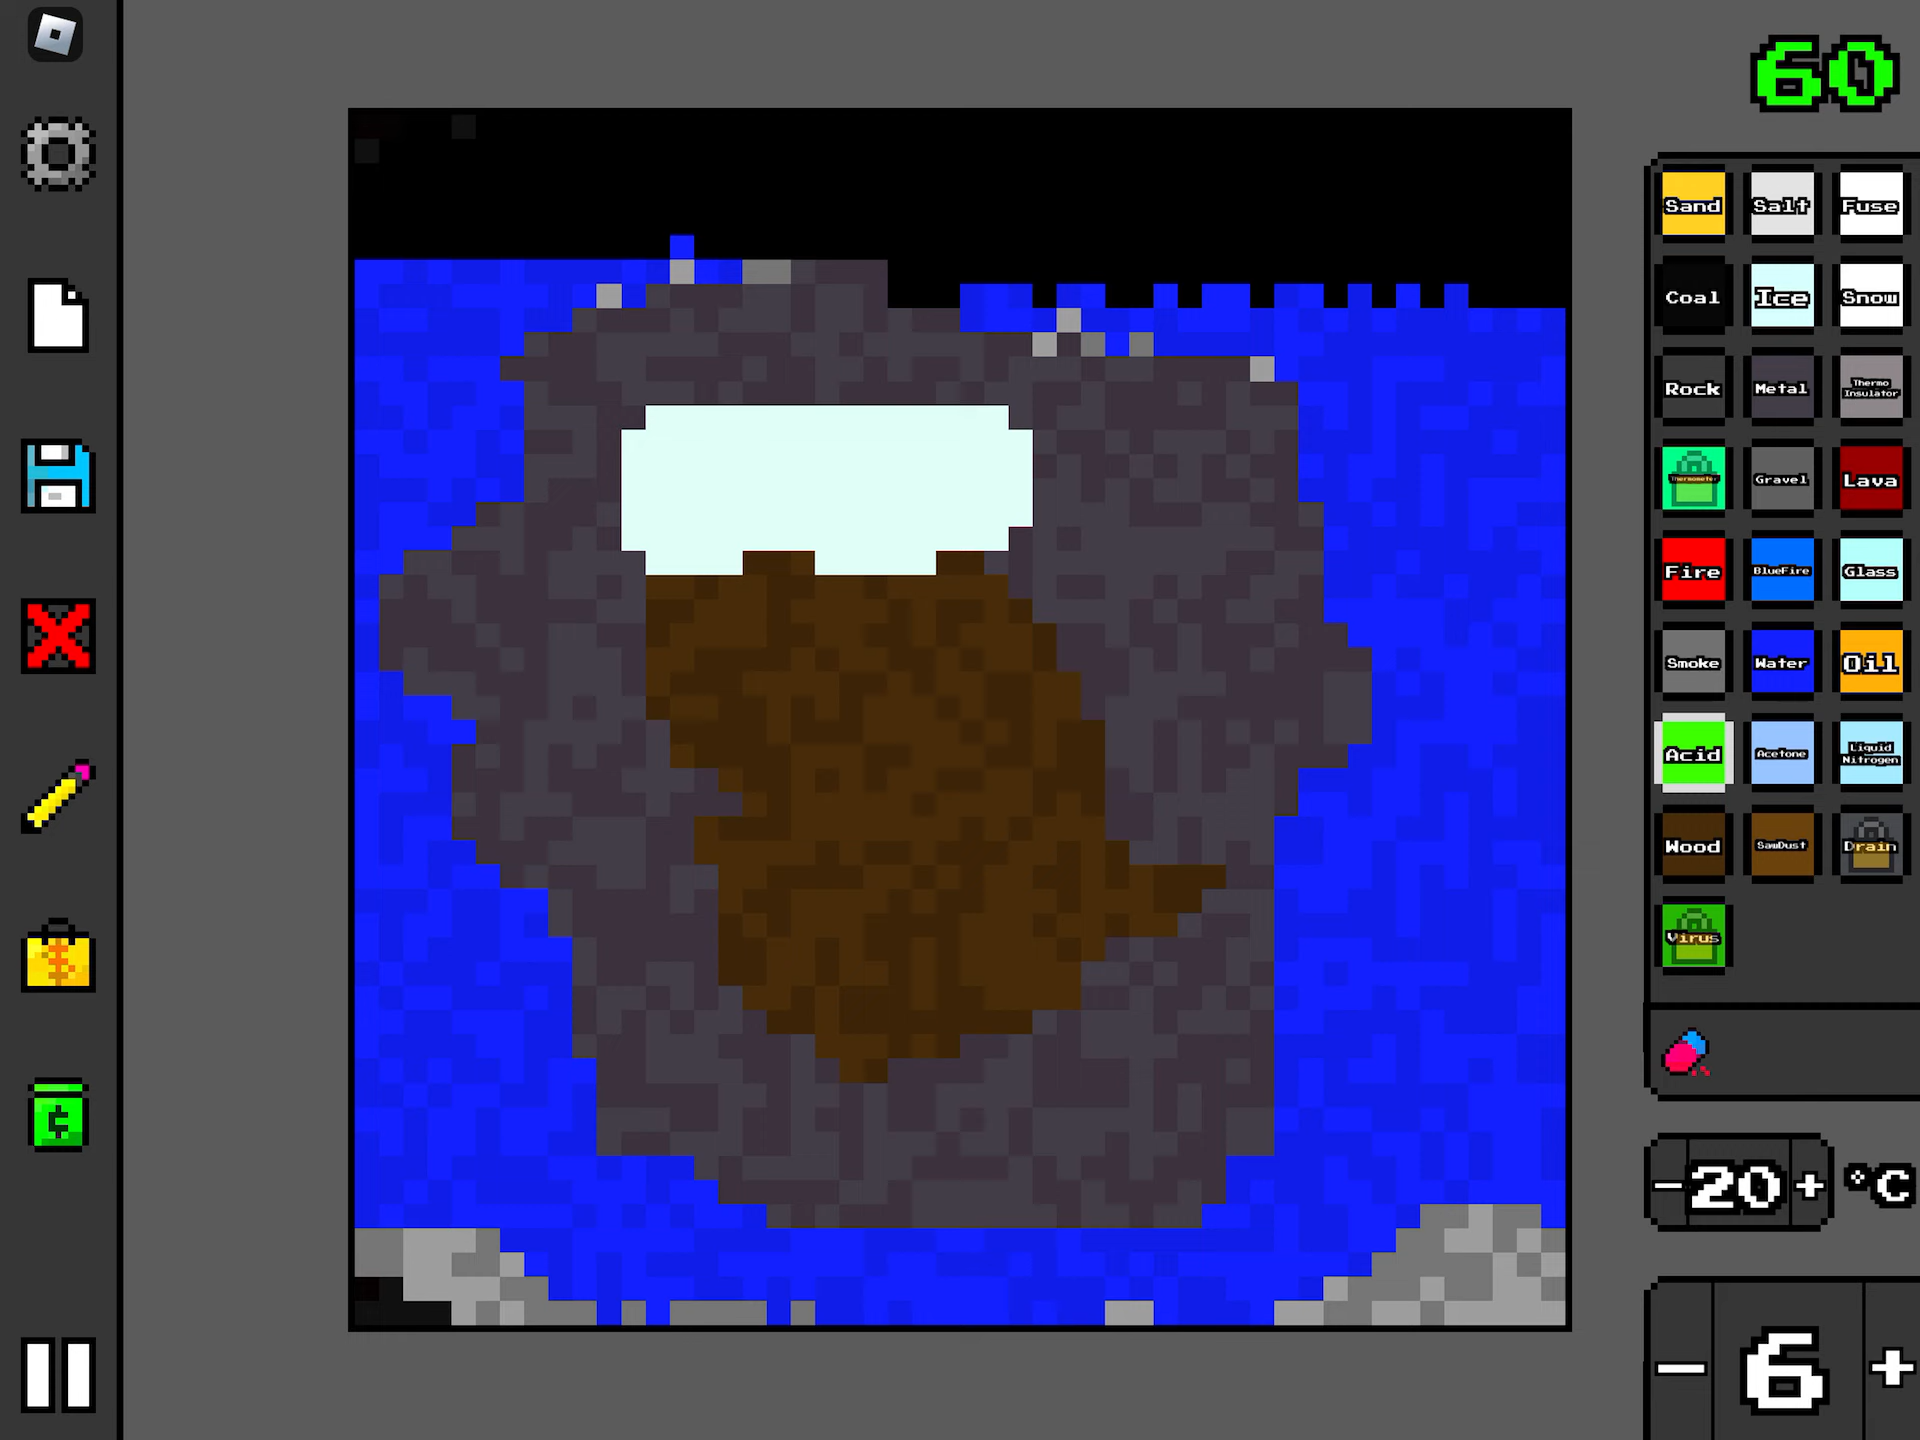 60
Sand Salt Fuse
Coal Ice Snow
Rock Metal Thermo Insulator
Thermometer Gravel Lava
Fire BlueFire Glass
Smoke Water Oil
Acid Acetone Liquid Nitrogen
Wood SawDust Drain
Virus
- 20 + °C
- 6 +